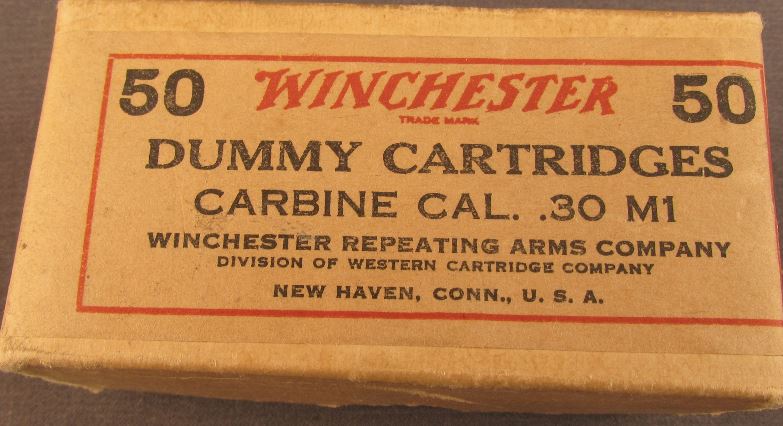 50 WINCHESTER 50
TRADE MARK
DUMMY CARTRIDGES
CARBINE CAL. .30 M1
WINCHESTER REPEATING ARMS COMPANY
DIVISION OF WESTERN CARTRIDGE COMPANY
NEW HAVEN, CONN., U. S. A.